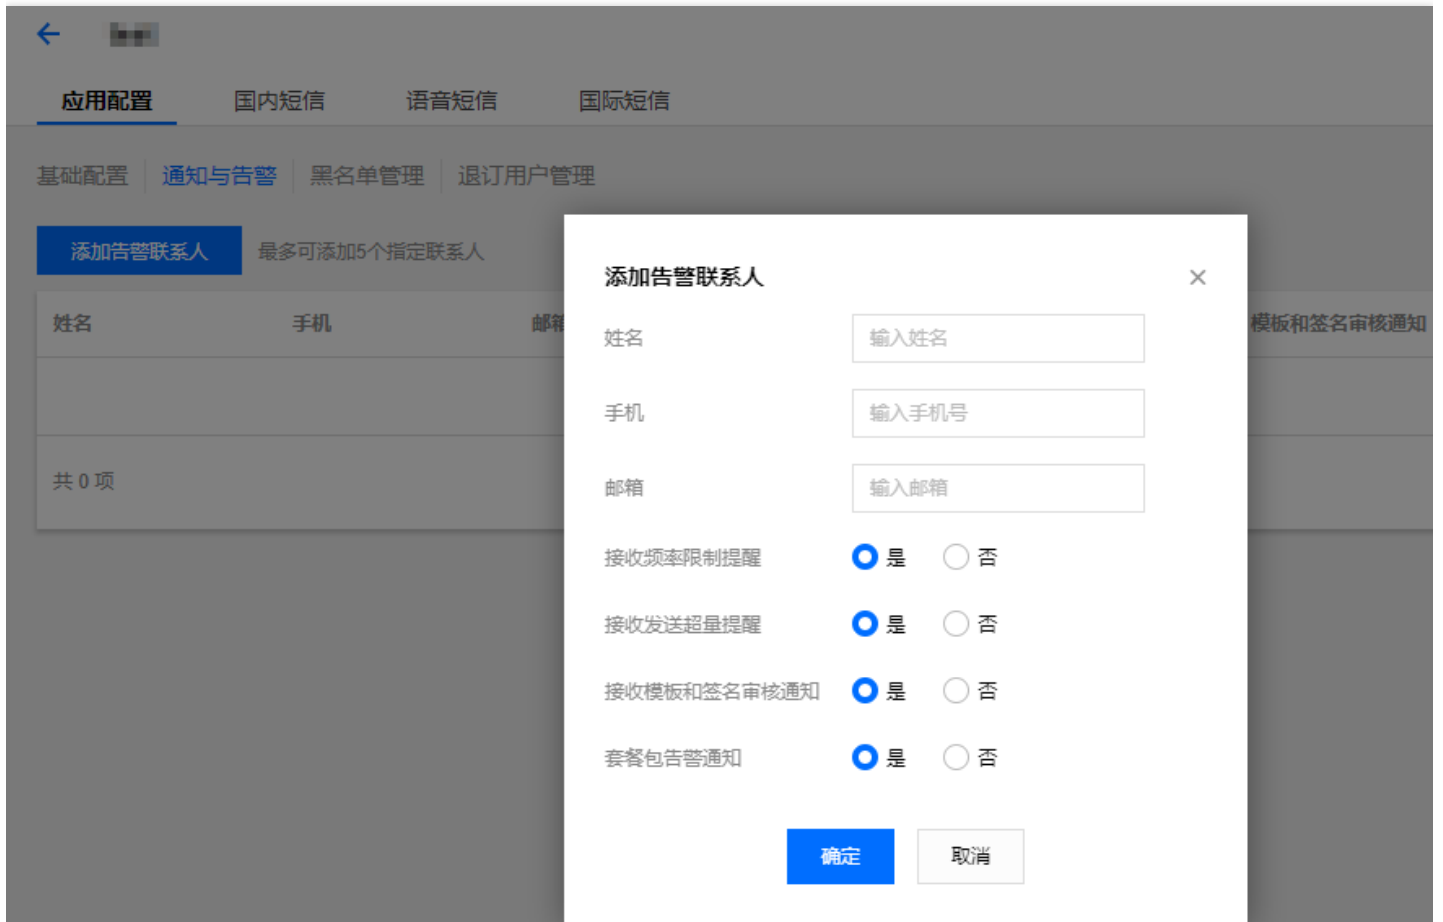 应用配置 国内短信 语音短信 国际短信
基础配置 通知与告警 黑名单管理 退订用户管理
添加告警联系人 最多可添加5个指定联系人
姓名 手机 邮箱 模板和签名审核通知
共 0 项
添加告警联系人
姓名 输入姓名
手机 输入手机号
邮箱 输入邮箱
接收频率限制提醒 是 否
接收发送超量提醒 是 否
接收模板和签名审核通知 是 否
套餐包告警通知 是 否
确定 取消